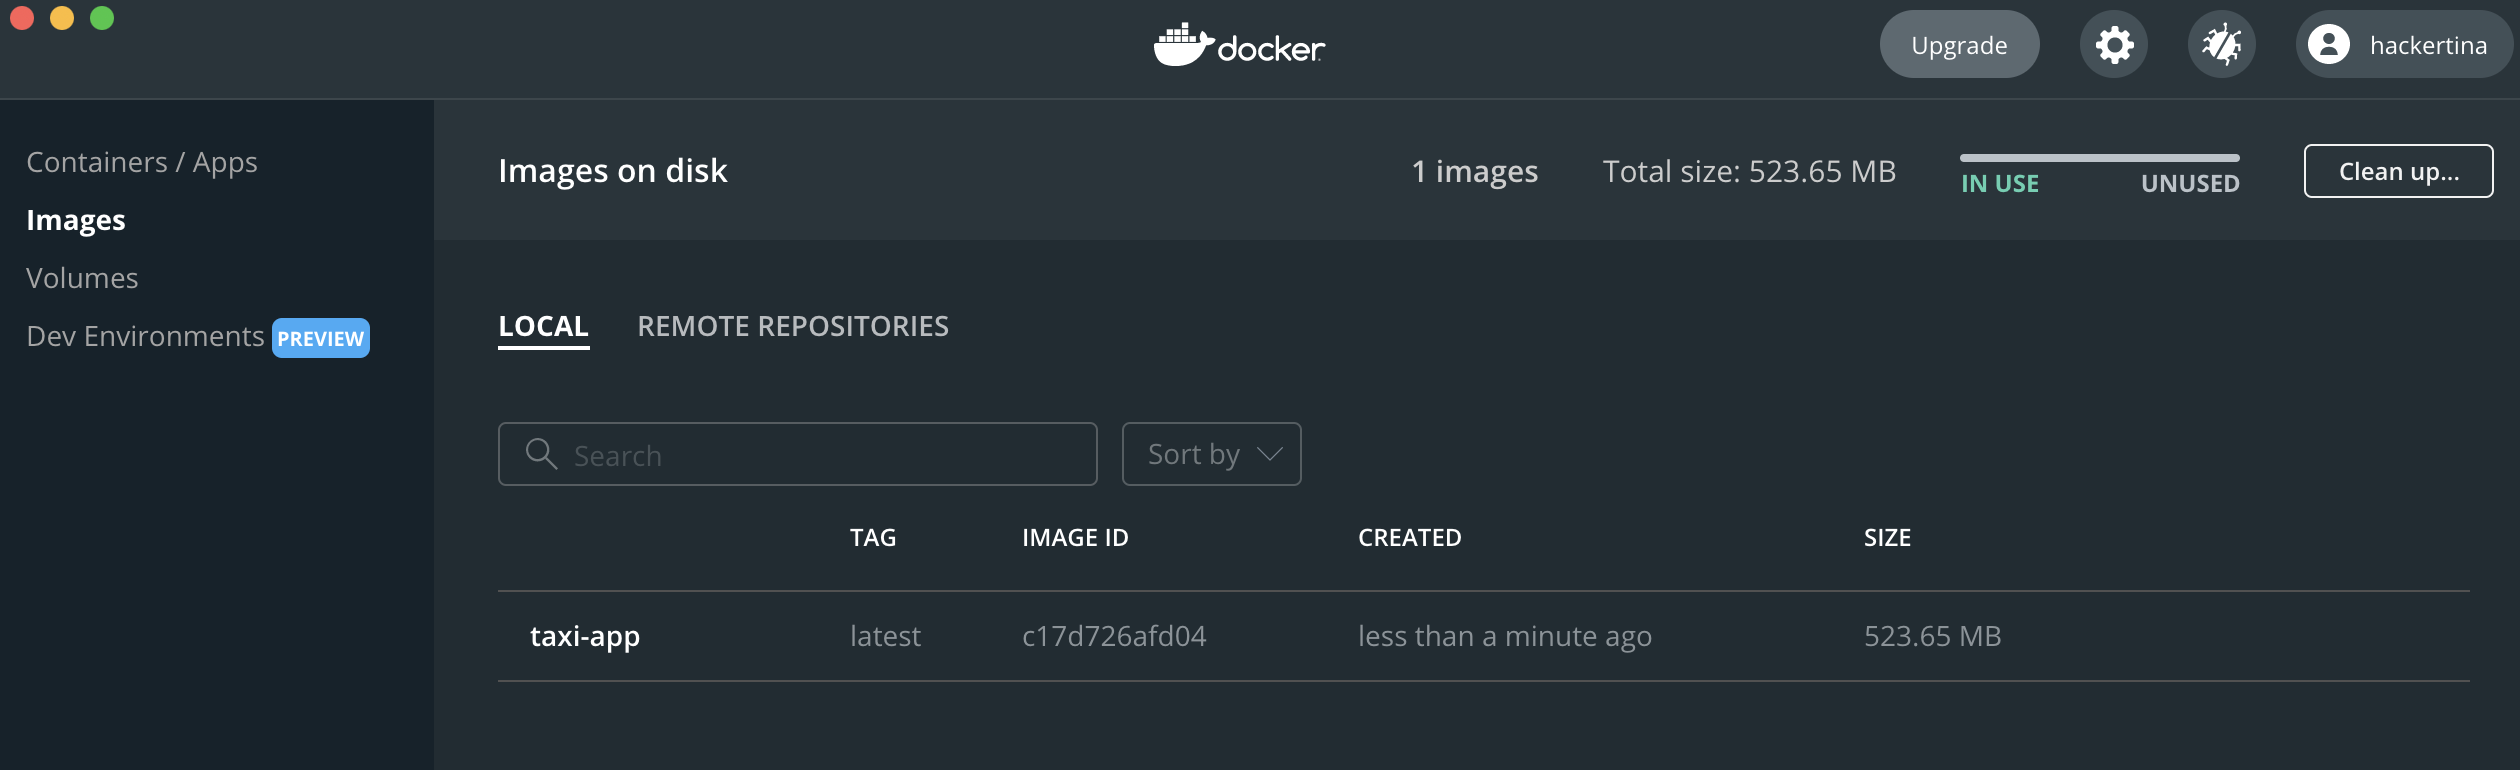 docker
Upgrade
hackertina
Containers / Apps
Images
Volumes
Dev Environments PREVIEW
Images on disk
1 images
Total size: 523.65 MB
IN USE
UNUSED
Clean up...
LOCAL
REMOTE REPOSITORIES
Search
Sort by
TAG IMAGE ID CREATED SIZE
taxi-app latest c17d726afd04 less than a minute ago 523.65 MB